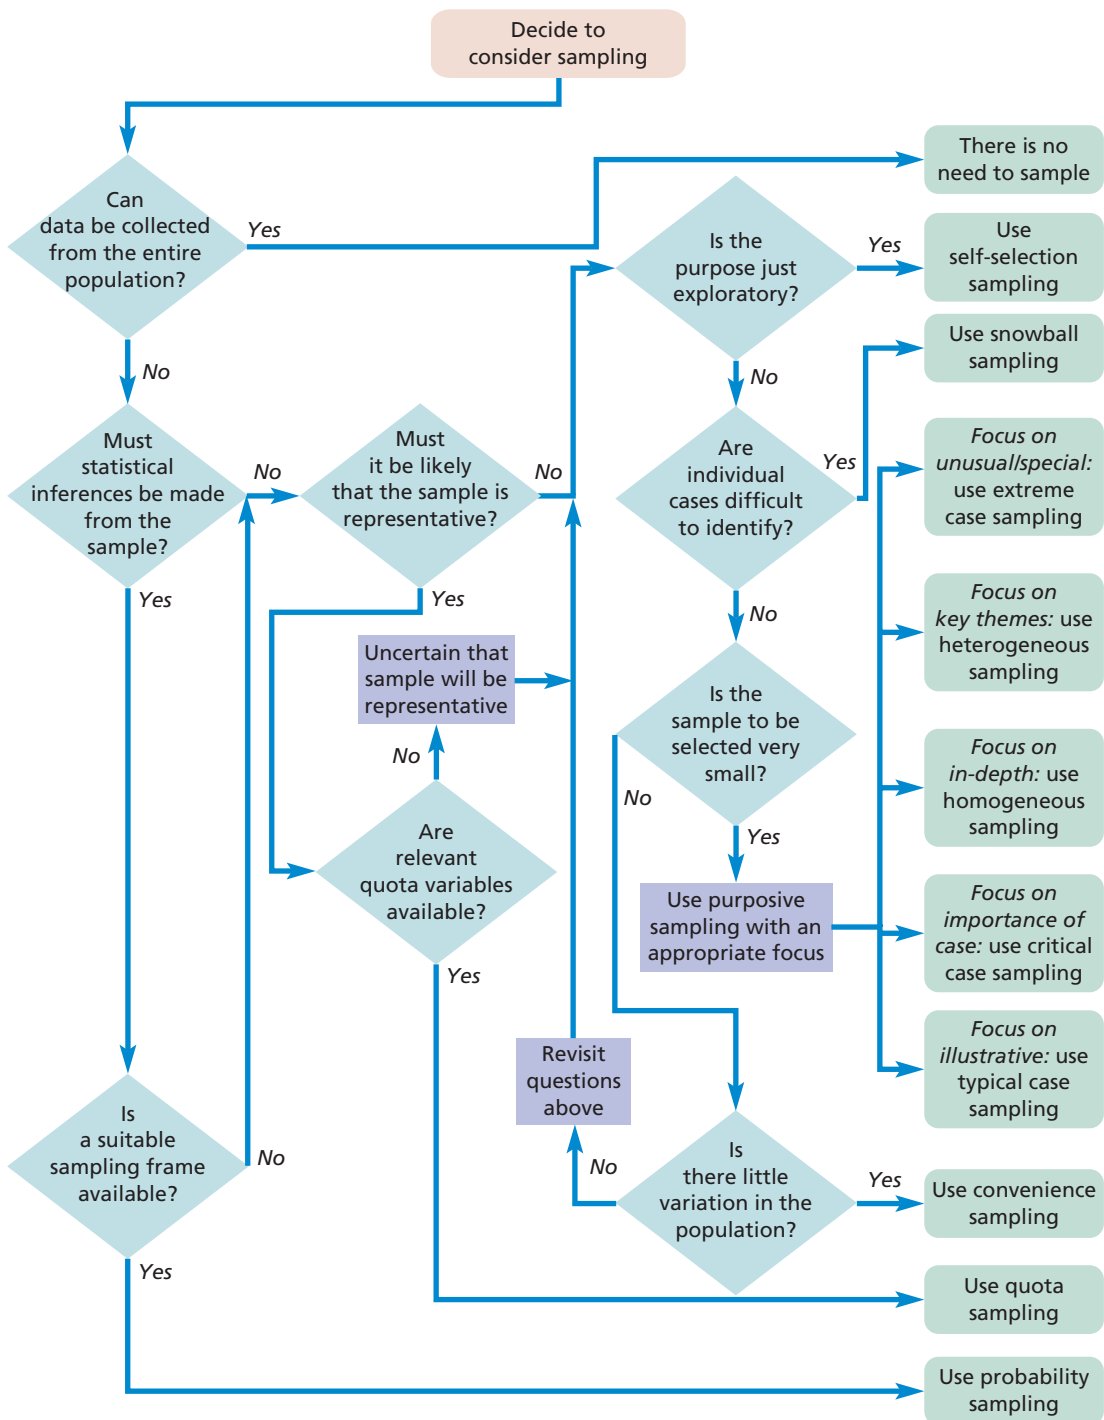 Decide to
consider sampling
Can
data be collected
from the entire
population?
Yes
No
There is no
need to sample
Is the
purpose just
exploratory?
Yes
No
Use
self-selection
sampling
Must
statistical
inferences be made
from the
sample?
No
Yes
Must
it be likely
that the sample is
representative?
No
Yes
Are
individual
cases difficult
to identify?
Yes
No
Use snowball
sampling
Focus on
unusual/special:
use extreme
case sampling
Focus on
key themes: use
heterogeneous
sampling
Uncertain that
sample will be
representative
Is the
sample to be
selected very
small?
No
Yes
Focus on
in-depth: use
homogeneous
sampling
No
Are
relevant
quota variables
available?
Yes
Use purposive
sampling with an
appropriate focus
Focus on
importance of
case: use critical
case sampling
Focus on
illustrative: use
typical case
sampling
Revisit
questions
above
Is
a suitable
sampling frame
available?
No
Yes
Is
there little
variation in the
population?
No
Yes
Use convenience
sampling
Use quota
sampling
Use probability
sampling